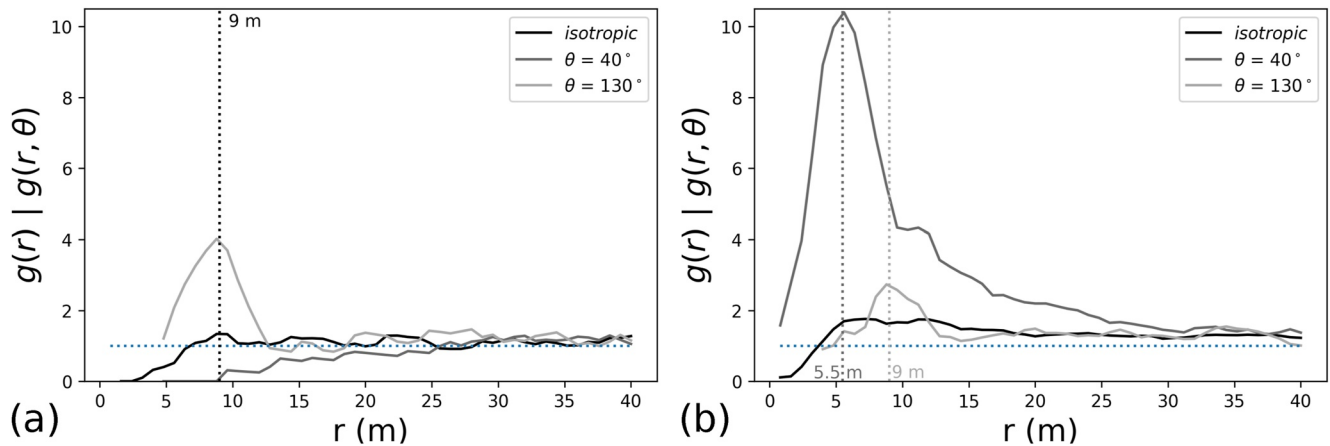 10
8
6
4
2
0
g(r) | g(r, θ)
9 m
isotropic
θ = 40°
θ = 130°
0 5 10 15 20 25 30 35 40
r (m)
(a)
10
8
6
4
2
0
g(r) | g(r, θ)
isotropic
θ = 40°
θ = 130°
5.5 m
9 m
0 5 10 15 20 25 30 35 40
r (m)
(b)